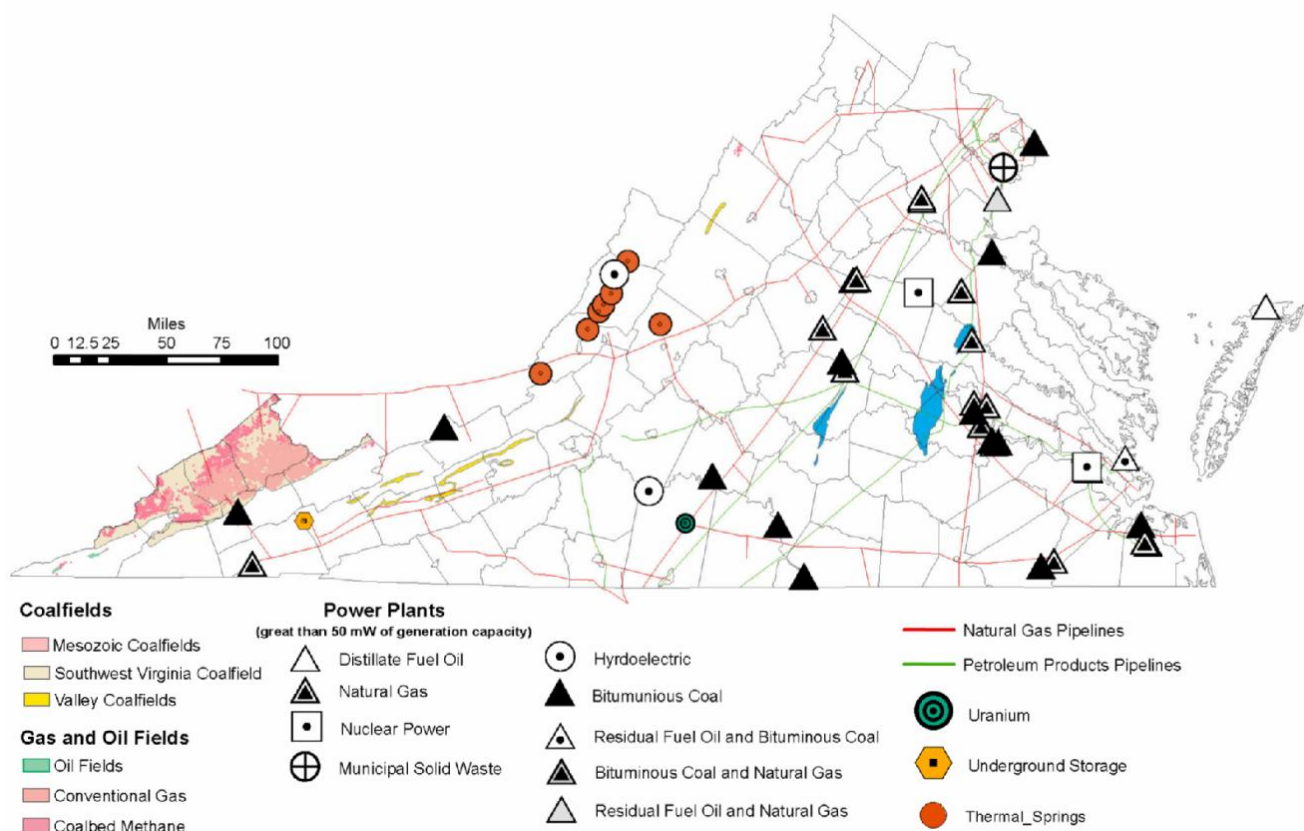 Miles
0 12.5 25 50 75 100
Coalfields
Mesozoic Coalfields
Southwest Virginia Coalfield
Valley Coalfields
Gas and Oil Fields
Oil Fields
Conventional Gas
Coalbed Methane
Power Plants
(great than 50 mW of generation capacity)
Distillate Fuel Oil
Natural Gas
Nuclear Power
Municipal Solid Waste
Hyrdoelectric
Bitumunious Coal
Residual Fuel Oil and Bituminous Coal
Bituminous Coal and Natural Gas
Residual Fuel Oil and Natural Gas
Natural Gas Pipelines
Petroleum Products Pipelines
Uranium
Underground Storage
Thermal_Springs